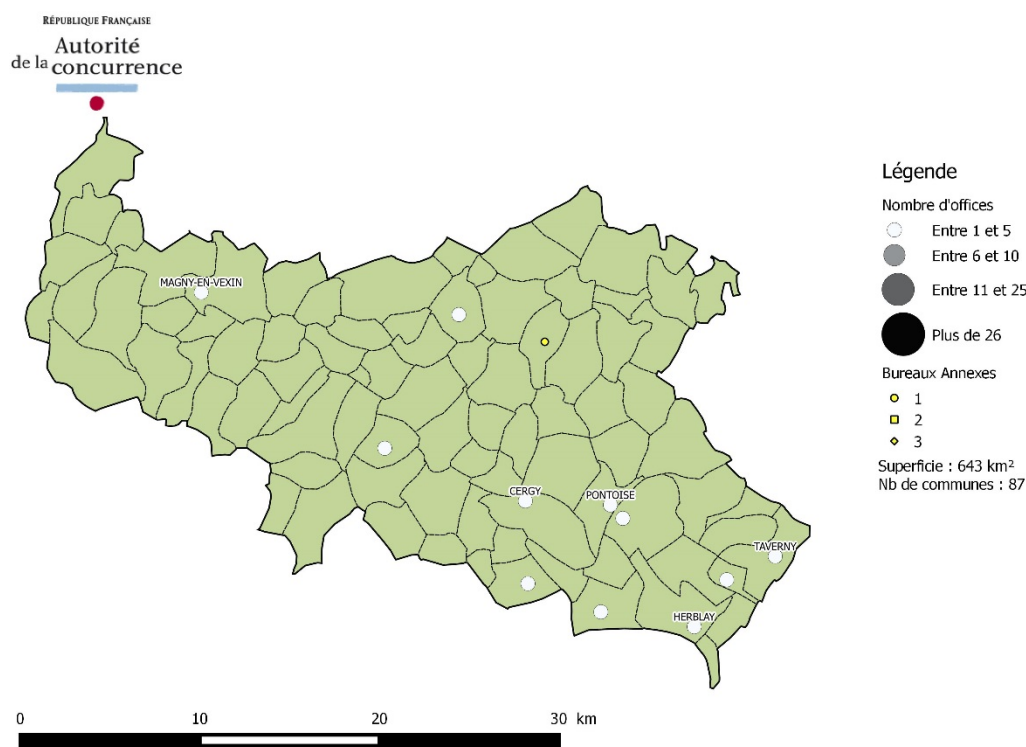 RÉPUBLIQUE FRANÇAISE
Autorité
de la concurrence
MAGNY-EN-VEXIN
CERGY
PONTOISE
TAVERNY
HERBLAY
Légende
Nombre d'offices
Entre 1 et 5
Entre 6 et 10
Entre 11 et 25
Plus de 26
Bureaux Annexes
1
2
3
Superficie : 643 km²
Nb de communes : 87
0 10 20 30 km